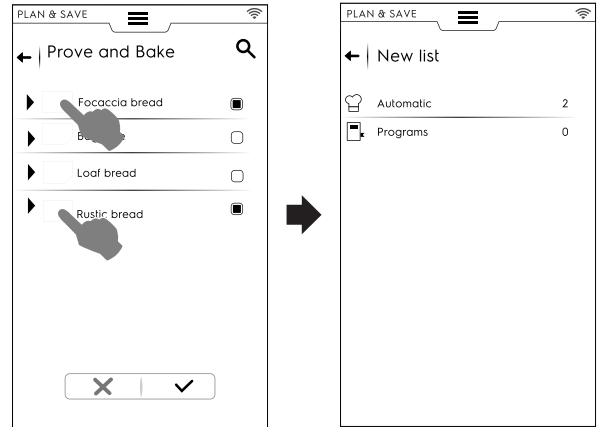 PLAN & SAVE
Prove and Bake
Focaccia bread
Loaf bread
Rustic bread
PLAN & SAVE
New list
Automatic 2
Programs 0